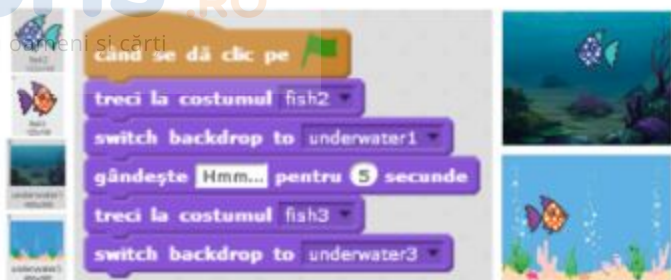 .RO
oameni și cărți
când se dă clic pe
treci la costumul fish2
switch backdrop to underwater1
gândește Hmm... pentru 5 secunde
treci la costumul fish3
switch backdrop to underwater3